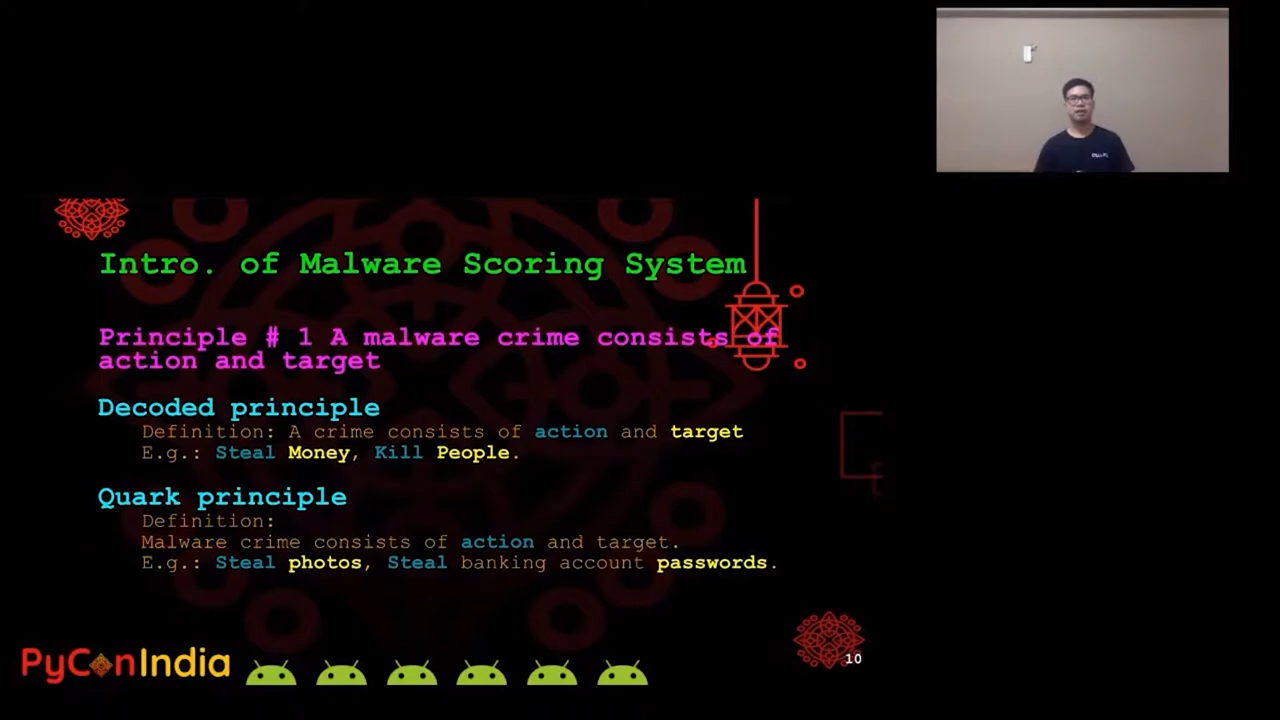 Intro. of Malware Scoring System
Principle # 1 A malware crime consists of
action and target
Decoded principle
Definition: A crime consists of action and target
E.g.: Steal Money, Kill People.
Quark principle
Definition:
Malware crime consists of action and target.
E.g.: Steal photos, Steal banking account passwords.
PyConIndia
10